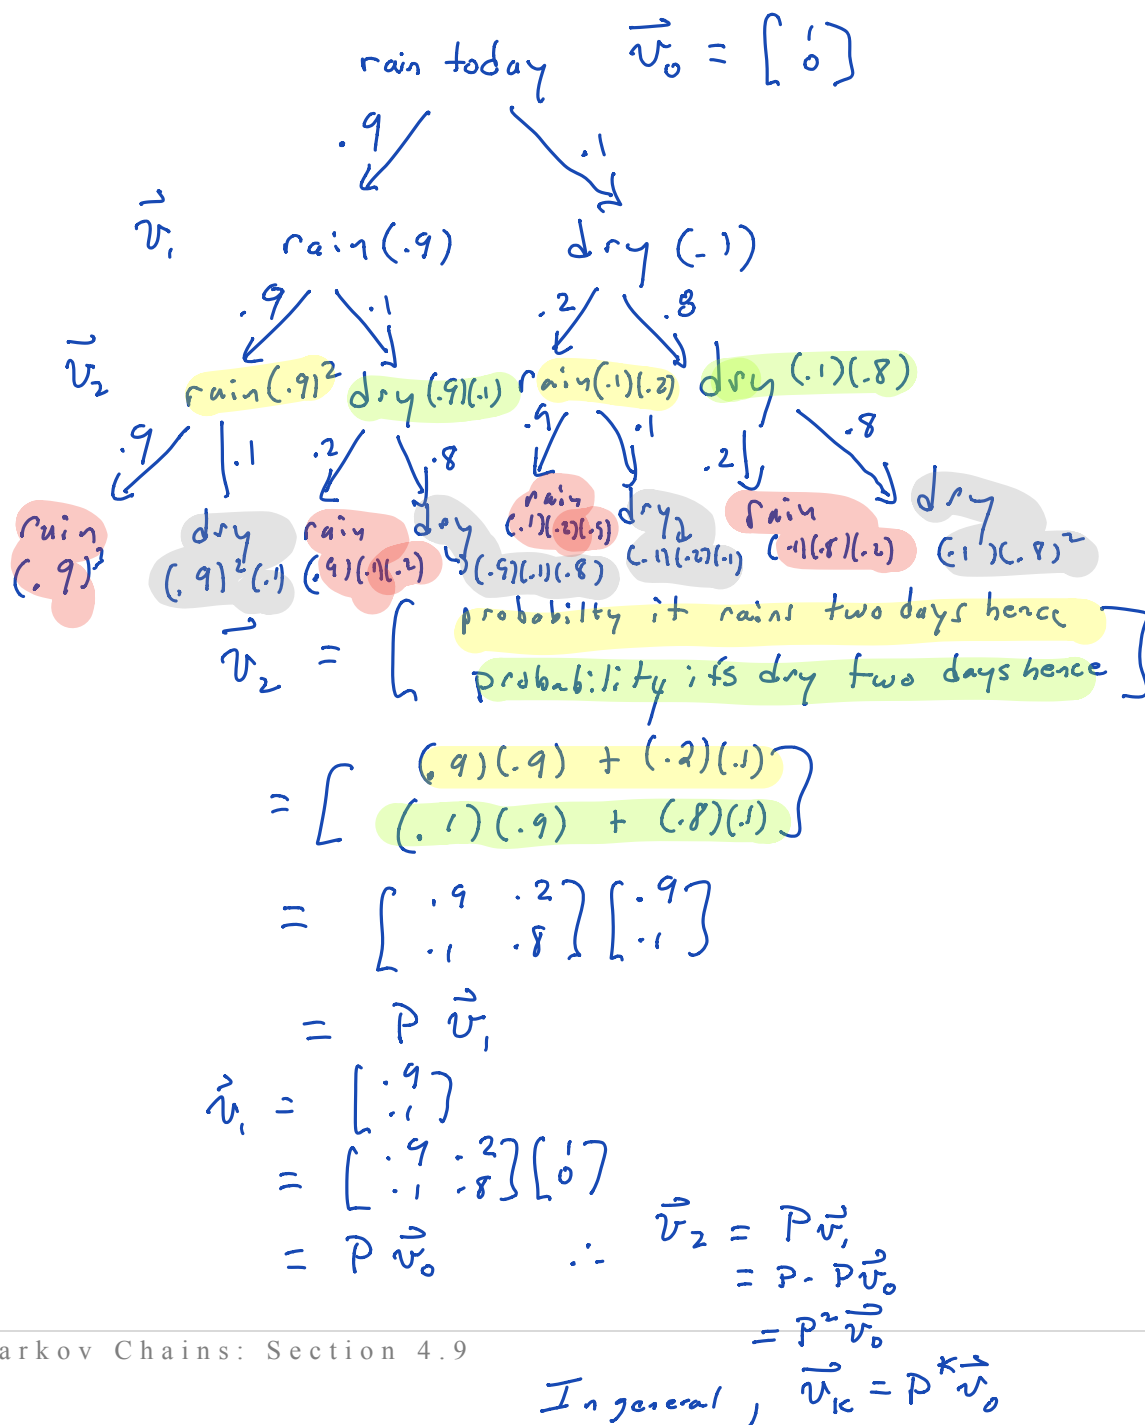 rain today v⃗₀ = [1 0]
.9 .1
v⃗₁ rain(.9) dry (.1)
.9 .1 .2 .8
v⃗₂ rain(.9)² dry(.9)(.1) rain(.1)(.2) dry (.1)(.8)
.9 .1 .2 .8 .9 .1 .2 .8
rain dry rain dry rain dry rain dry
(.9)³ (.9)²(.1) (.9)(.1)(.2) (.9)(.1)(.8) (.1)(.2)(.9) (.1)(.2)(.1) (.1)(.8)(.2) (.1)(.8)²
v⃗₂ = [ probabilty it rains two days hence
probability it's dry two days hence ]
= [ (.9)(.9) + (.2)(.1)
(.1)(.9) + (.8)(.1) ]
= [ .9 .2 ] [ .9 ]
[ .1 .8 ] [ .1 ]
= P v⃗₁
v⃗₁ = [ .9 ]
[ .1 ]
= [ .9 .2 ] [ 1 ]
[ .1 .8 ] [ 0 ]
= P v⃗₀ ∴ v⃗₂ = P v⃗₁
= P · P v⃗₀
= P² v⃗₀
arkov Chains: Section 4.9
In general, v⃗ₖ = Pᵏ v⃗₀